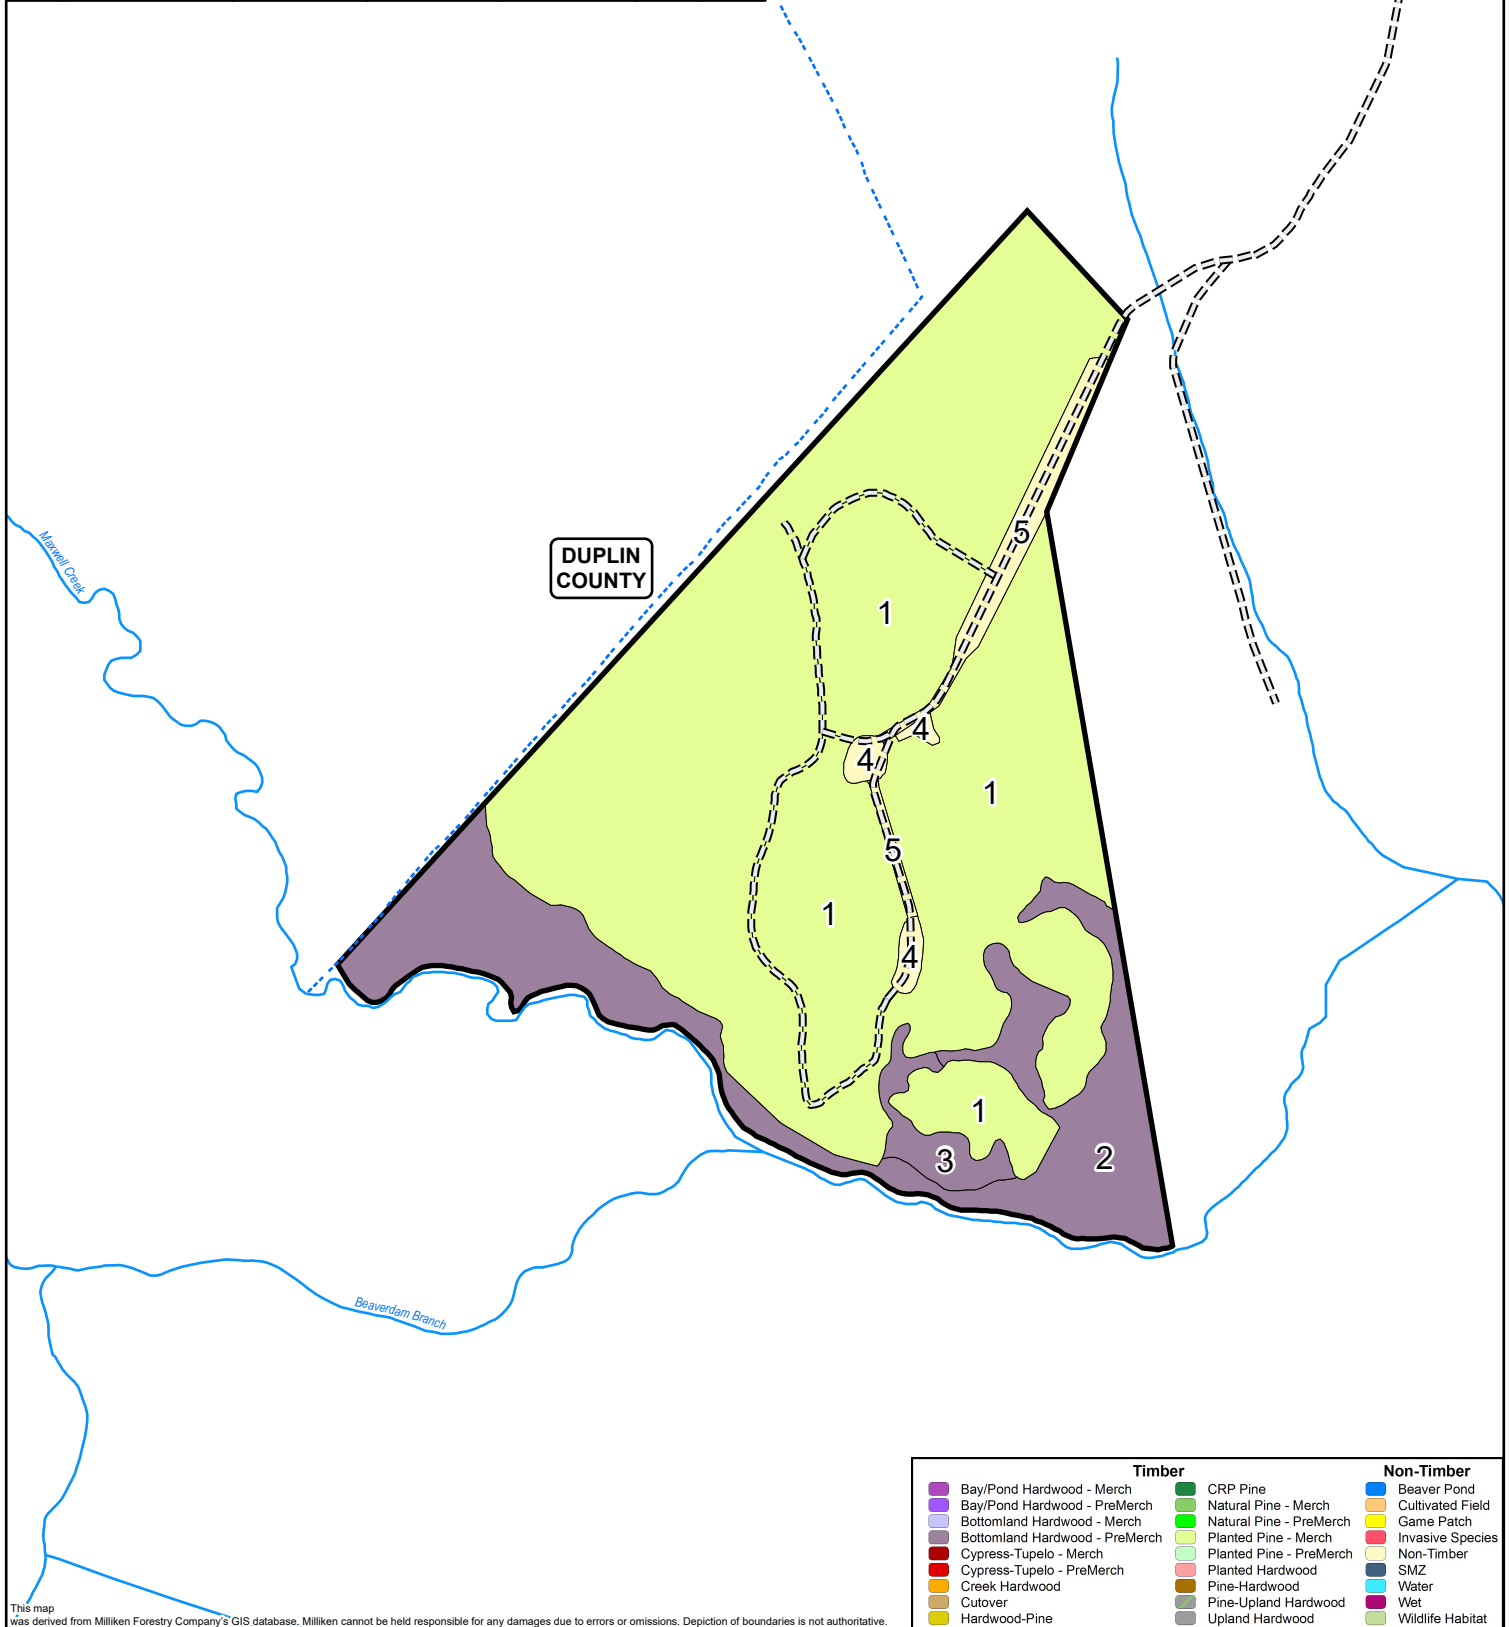 DUPLIN
COUNTY
Maxwell Creek
5
1
4
4
1
5
1
4
1
3
2
Beaverdam Branch
Timber
Non-Timber
Bay/Pond Hardwood - Merch
CRP Pine
Beaver Pond
Bay/Pond Hardwood - PreMerch
Natural Pine - Merch
Cultivated Field
Bottomland Hardwood - Merch
Natural Pine - PreMerch
Game Patch
Bottomland Hardwood - PreMerch
Planted Pine - Merch
Invasive Species
Cypress-Tupelo - Merch
Planted Pine - PreMerch
Non-Timber
Cypress-Tupelo - PreMerch
Planted Hardwood
SMZ
Creek Hardwood
Pine-Hardwood
Water
Cutover
Pine-Upland Hardwood
Wet
Hardwood-Pine
Upland Hardwood
Wildlife Habitat
This map
was derived from Milliken Forestry Company's GIS database. Milliken cannot be held responsible for any damages due to errors or omissions. Depiction of boundaries is not authoritative.